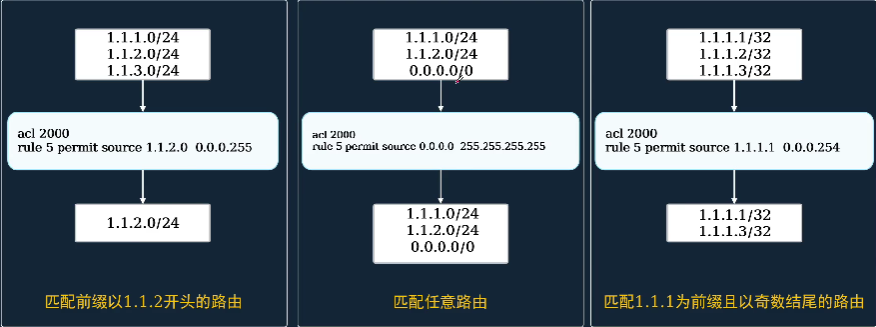 1.1.1.0/24
1.1.2.0/24
1.1.3.0/24
acl 2000
rule 5 permit source 1.1.2.0 0.0.0.255
1.1.2.0/24
匹配前缀以1.1.2开头的路由
1.1.1.0/24
1.1.2.0/24
0.0.0.0/0
acl 2000
rule 5 permit source 0.0.0.0 255.255.255.255
1.1.1.0/24
1.1.2.0/24
0.0.0.0/0
匹配任意路由
1.1.1.1/32
1.1.1.2/32
1.1.1.3/32
acl 2000
rule 5 permit source 1.1.1.1 0.0.0.254
1.1.1.1/32
1.1.1.3/32
匹配1.1.1为前缀且以奇数结尾的路由